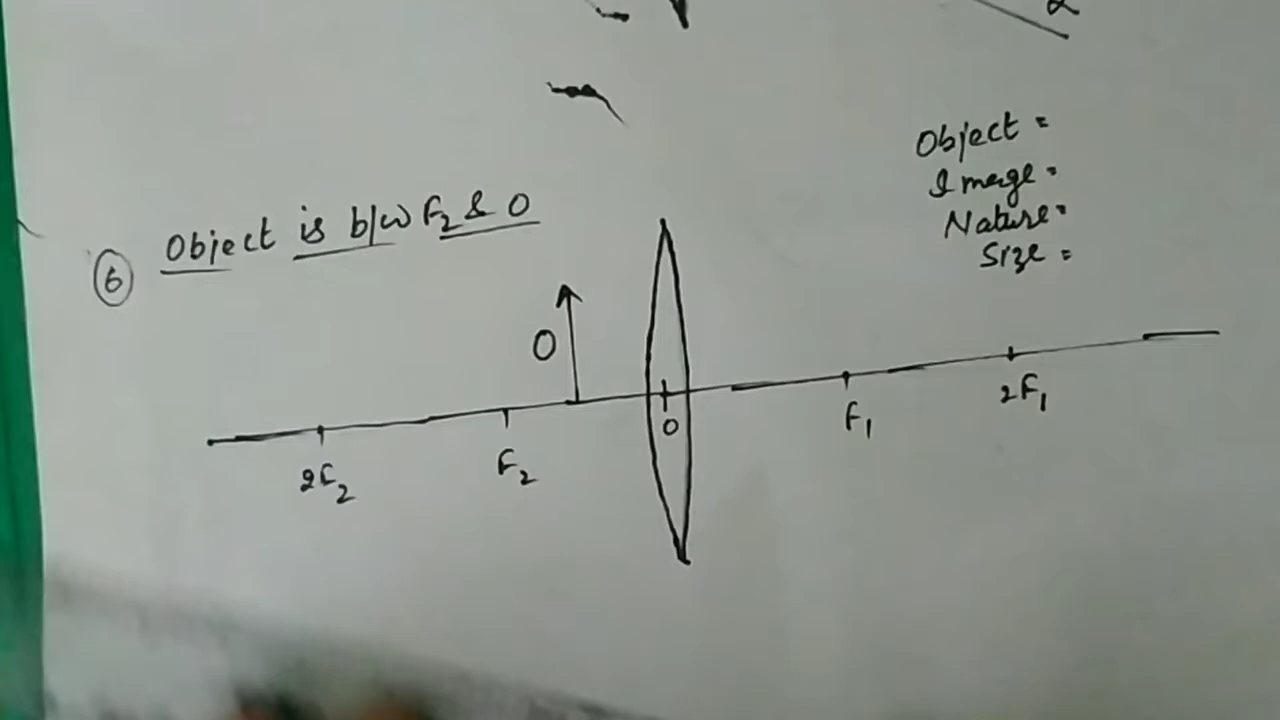 Object =
Image =
Nature =
Size =
6 Object is b/w F2 & O
O
2F2
F2
O
F1
2F1